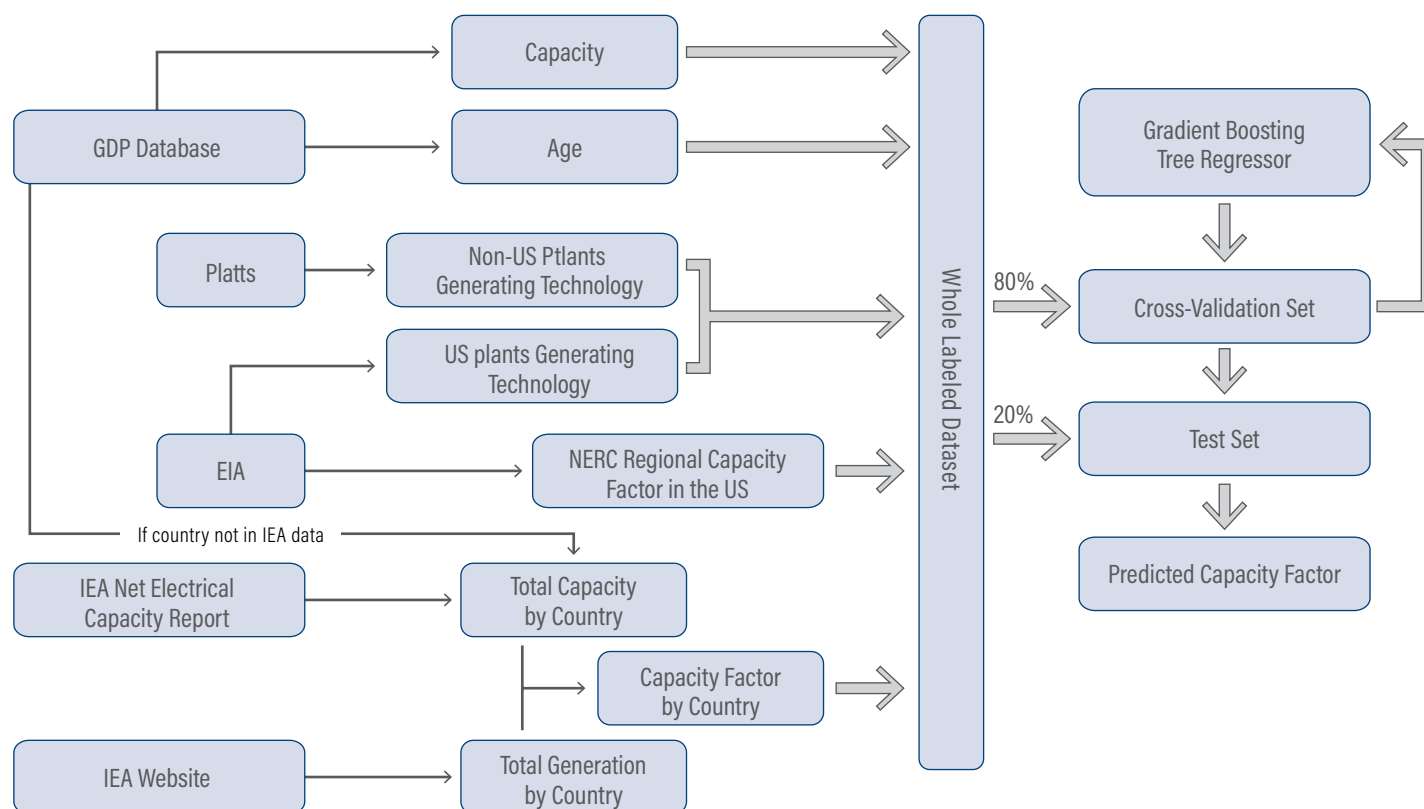 Capacity
GDP Database
Age
Gradient Boosting
Tree Regressor
Platts
Non-US Ptlants
Generating Technology
US plants Generating
Technology
Whole Labeled Dataset
80%
Cross-Validation Set
20%
Test Set
EIA
NERC Regional Capacity
Factor in the US
If country not in IEA data
IEA Net Electrical
Capacity Report
Total Capacity
by Country
Predicted Capacity Factor
Capacity Factor
by Country
IEA Website
Total Generation
by Country